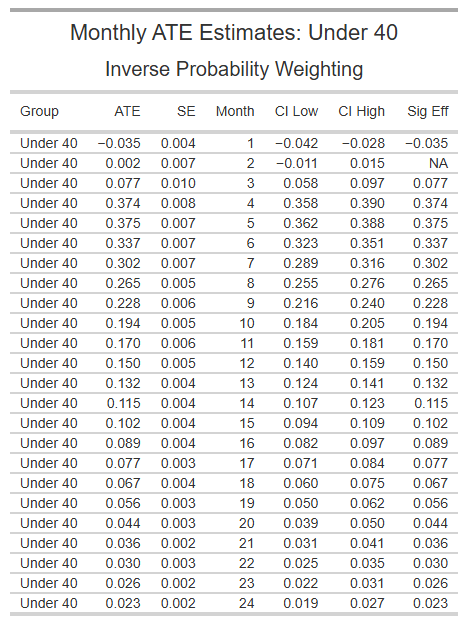 Monthly ATE Estimates: Under 40
Inverse Probability Weighting
Group ATE SE Month CI Low CI High Sig Eff
Under 40 −0.035 0.004 1 −0.042 −0.028 −0.035
Under 40 0.002 0.007 2 −0.011 0.015 NA
Under 40 0.077 0.010 3 0.058 0.097 0.077
Under 40 0.374 0.008 4 0.358 0.390 0.374
Under 40 0.375 0.007 5 0.362 0.388 0.375
Under 40 0.337 0.007 6 0.323 0.351 0.337
Under 40 0.302 0.007 7 0.289 0.316 0.302
Under 40 0.265 0.005 8 0.255 0.276 0.265
Under 40 0.228 0.006 9 0.216 0.240 0.228
Under 40 0.194 0.005 10 0.184 0.205 0.194
Under 40 0.170 0.006 11 0.159 0.181 0.170
Under 40 0.150 0.005 12 0.140 0.159 0.150
Under 40 0.132 0.004 13 0.124 0.141 0.132
Under 40 0.115 0.004 14 0.107 0.123 0.115
Under 40 0.102 0.004 15 0.094 0.109 0.102
Under 40 0.089 0.004 16 0.082 0.097 0.089
Under 40 0.077 0.003 17 0.071 0.084 0.077
Under 40 0.067 0.004 18 0.060 0.075 0.067
Under 40 0.056 0.003 19 0.050 0.062 0.056
Under 40 0.044 0.003 20 0.039 0.050 0.044
Under 40 0.036 0.002 21 0.031 0.041 0.036
Under 40 0.030 0.003 22 0.025 0.035 0.030
Under 40 0.026 0.002 23 0.022 0.031 0.026
Under 40 0.023 0.002 24 0.019 0.027 0.023